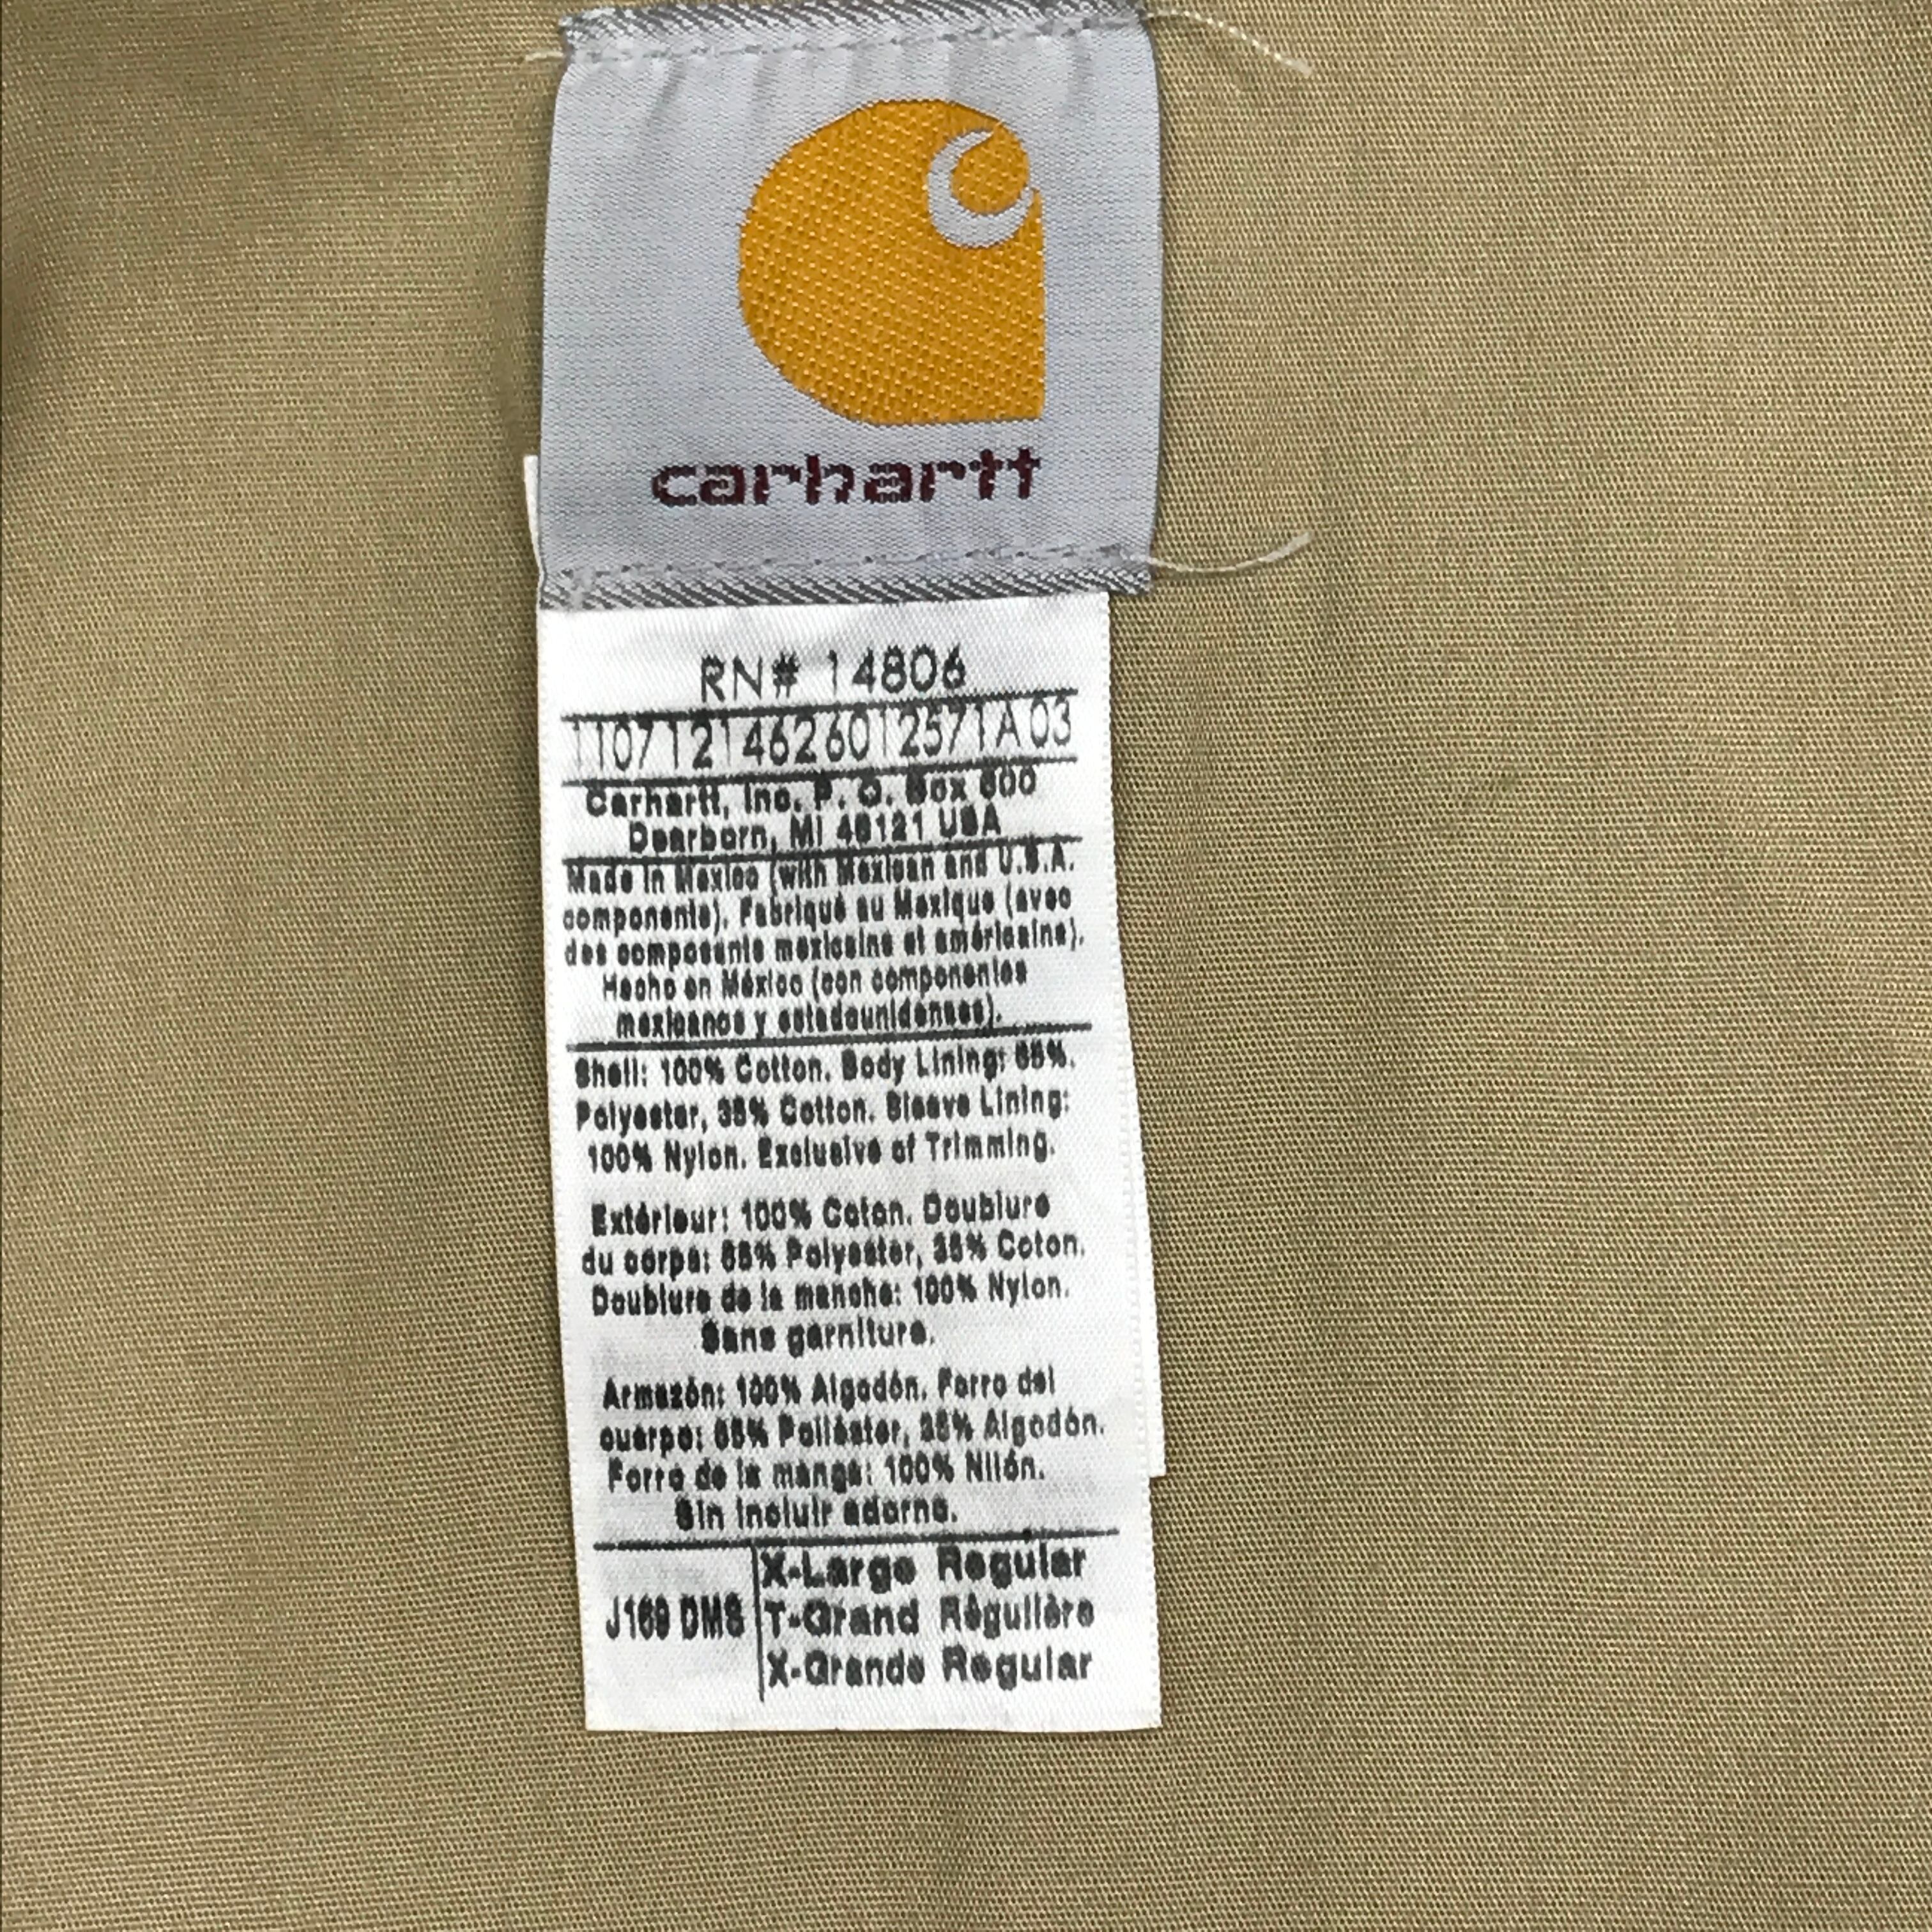 carhartt
RN# 14806
1107121462601257 1A 03
Carhartt, Inc. P. O. Box 600
Dearborn, MI 48121 USA
Made in Mexico (with Mexican and U.S.A.
components). Fabriqué au Mexique (avec
des composants mexicains et américains).
Hecho en México (con componentes
mexicanos y estadounidenses).
Shell: 100% Cotton. Body Lining: 65%
Polyester, 35% Cotton. Sleeve Lining:
100% Nylon. Exclusive of Trimming.
Extérieur: 100% Coton. Doublure
du corps: 65% Polyester, 35% Coton.
Doublure de la manche: 100% Nylon.
Sans garniture.
Armazón: 100% Algodón. Forro del
cuerpo: 65% Poliéster, 35% Algodón.
Forro de la manga: 100% Nilón.
Sin incluir adorno.
X-Large Regular
J169 DMS T-Grand Régulière
X-Grande Regular